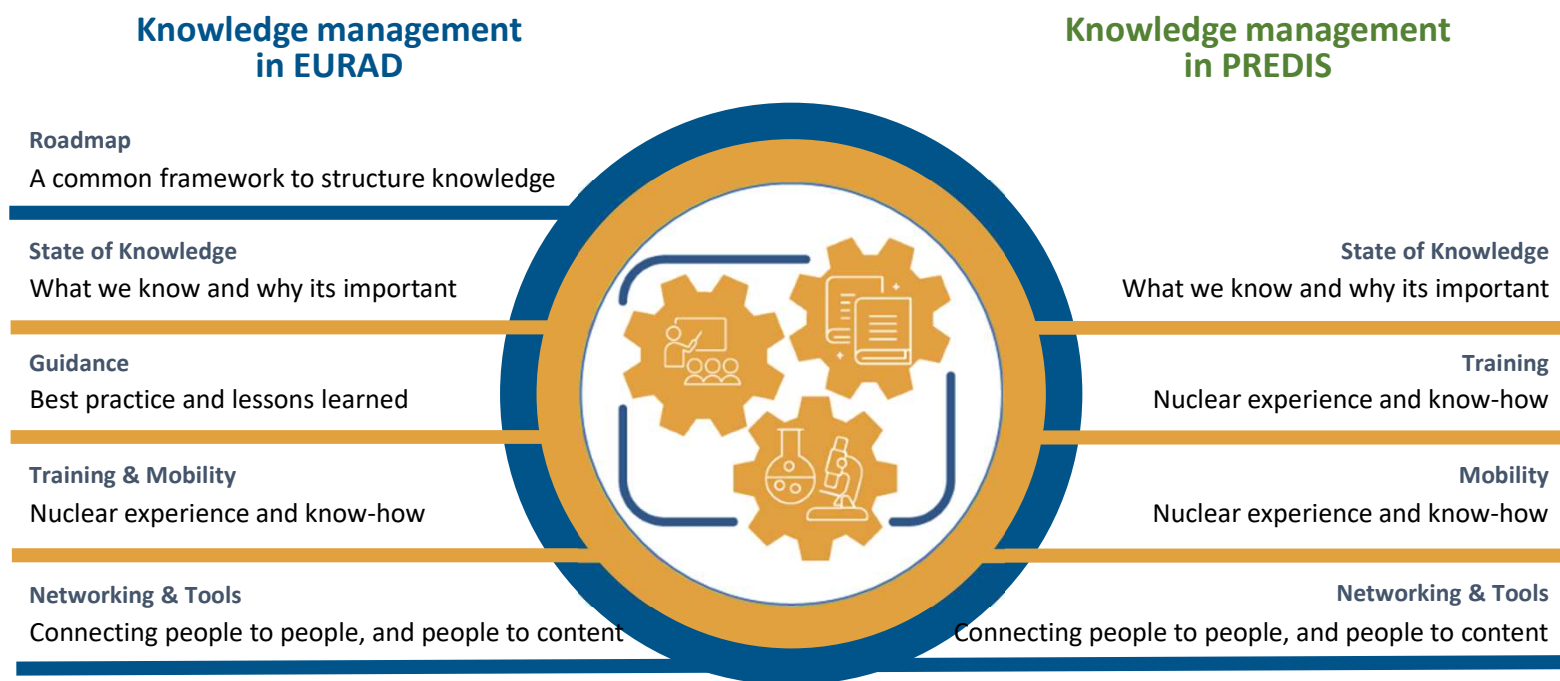 Knowledge management
in EURAD
Roadmap
A common framework to structure knowledge
State of Knowledge
What we know and why its important
Guidance
Best practice and lessons learned
Training & Mobility
Nuclear experience and know-how
Networking & Tools
Connecting people to people, and people to content
Knowledge management
in PREDIS
State of Knowledge
What we know and why its important
Training
Nuclear experience and know-how
Mobility
Nuclear experience and know-how
Networking & Tools
Connecting people to people, and people to content